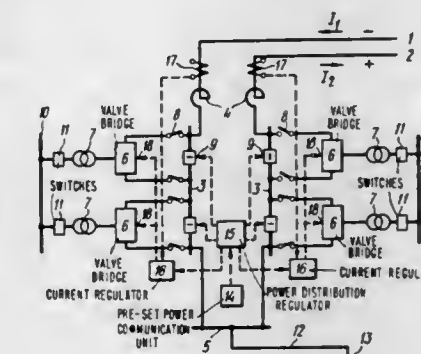 I₁ -
1
2
17 17
I₂ +
10
VALVE BRIDGE
8 4 8
VALVE BRIDGE
11 7 7 11
6 18 9 9 18 6
SWITCHES 3 3 SWITCHES
11 7 7 11
6 18 15 18 6
VALVE BRIDGE
16 16
VALVE BRIDGE
CURRENT REGULATOR
CURRENT REGUL
14
POWER DISTRIBUTION REGULATOR
PRE-SET POWER COMMUNICATION UNIT
5 12 13